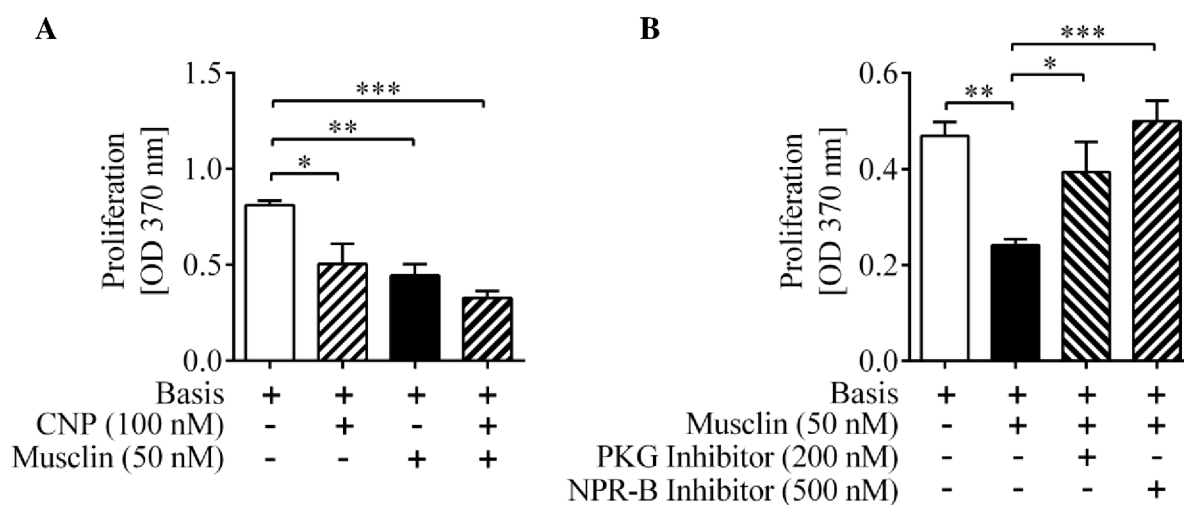 A
Proliferation
[OD 370 nm]
1.5
1.0
0.5
0.0
***
**
*
Basis + + + +
CNP (100 nM) - + - +
Musclin (50 nM) - - + +
B
Proliferation
[OD 370 nm]
0.6
0.4
0.2
0.0
***
*
**
Basis + + + +
Musclin (50 nM) - + + +
PKG Inhibitor (200 nM) - - + -
NPR-B Inhibitor (500 nM) - - - +